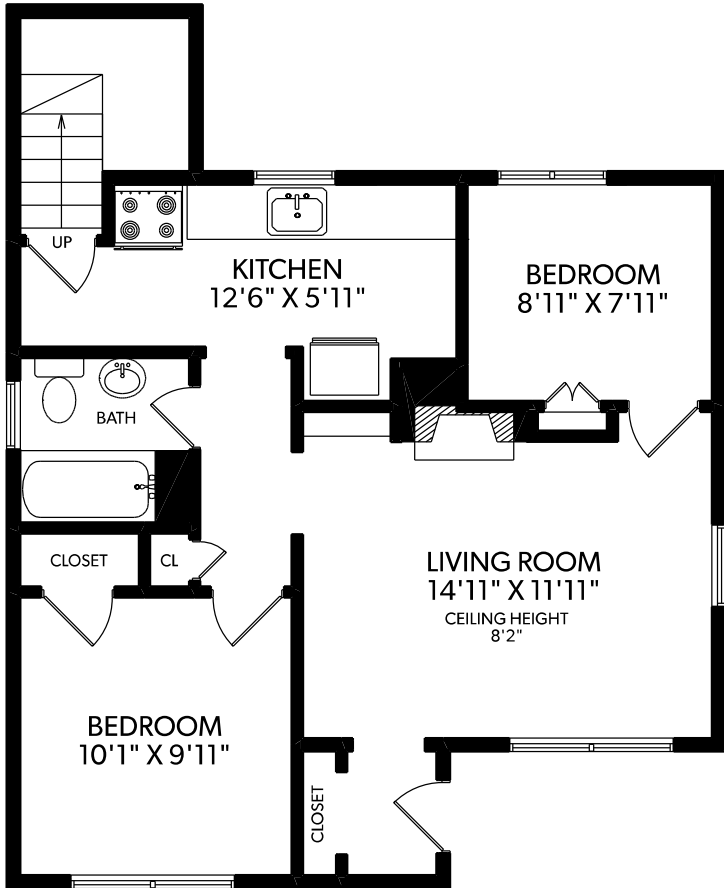 UP
KITCHEN
12'6" X 5'11"
BEDROOM
8'11" X 7'11"
BATH
CLOSET
CL
LIVING ROOM
14'11" X 11'11"
CEILING HEIGHT
8'2"
BEDROOM
10'1" X 9'11"
CLOSET